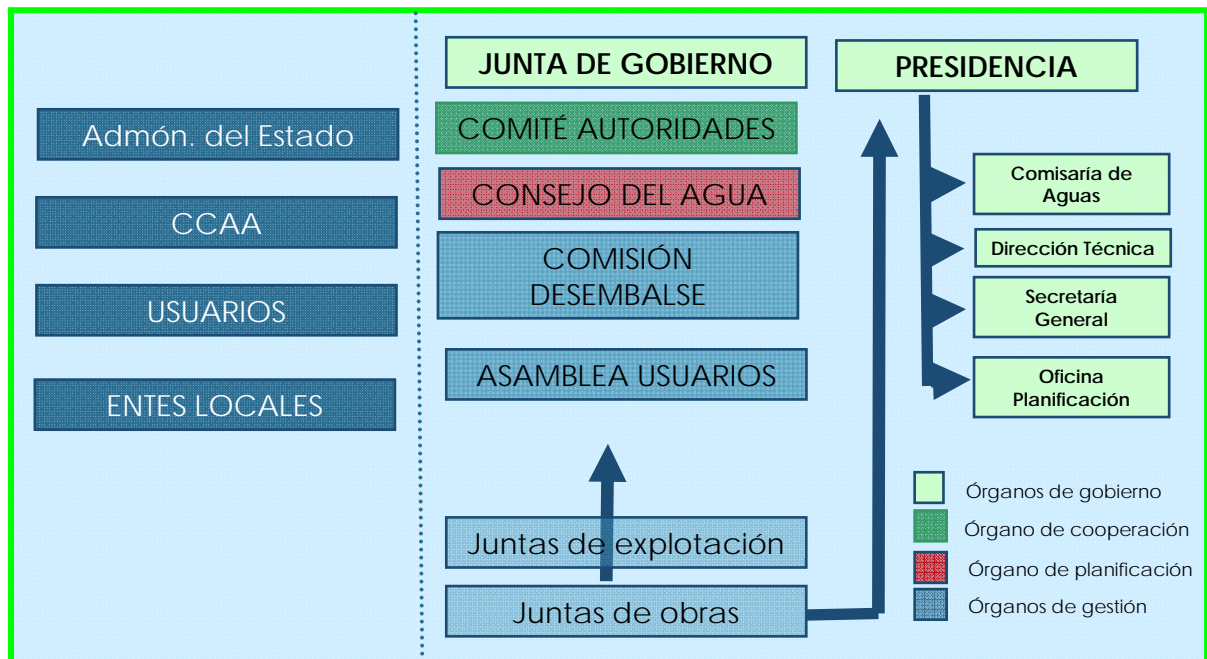 Admón. del Estado
CCAA
USUARIOS
ENTES LOCALES
JUNTA DE GOBIERNO
COMITÉ AUTORIDADES
CONSEJO DEL AGUA
COMISIÓN
DESEMBALSE
ASAMBLEA USUARIOS
Juntas de explotación
Juntas de obras
PRESIDENCIA
Comisaría de
Aguas
Dirección Técnica
Secretaría
General
Oficina
Planificación
Órganos de gobierno
Órgano de cooperación
Órgano de planificación
Órganos de gestión